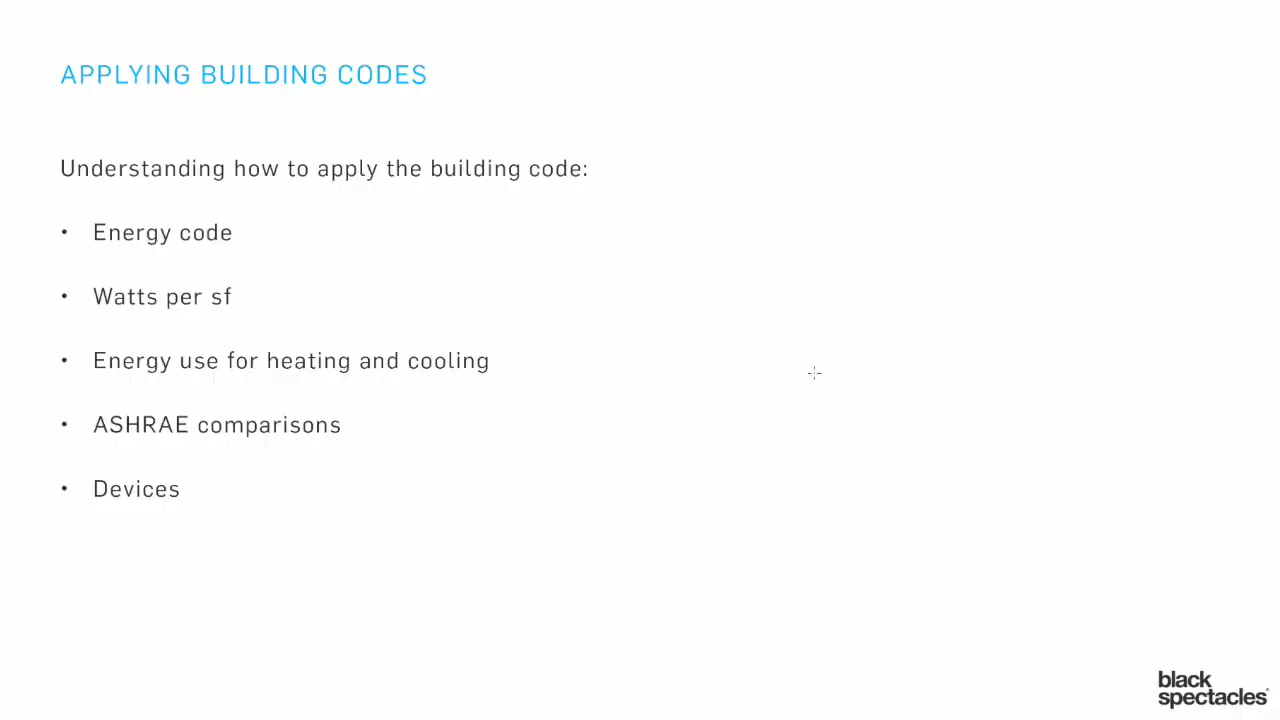 APPLYING BUILDING CODES
Understanding how to apply the building code:
• Energy code
• Watts per sf
• Energy use for heating and cooling
• ASHRAE comparisons
• Devices
black
spectacles